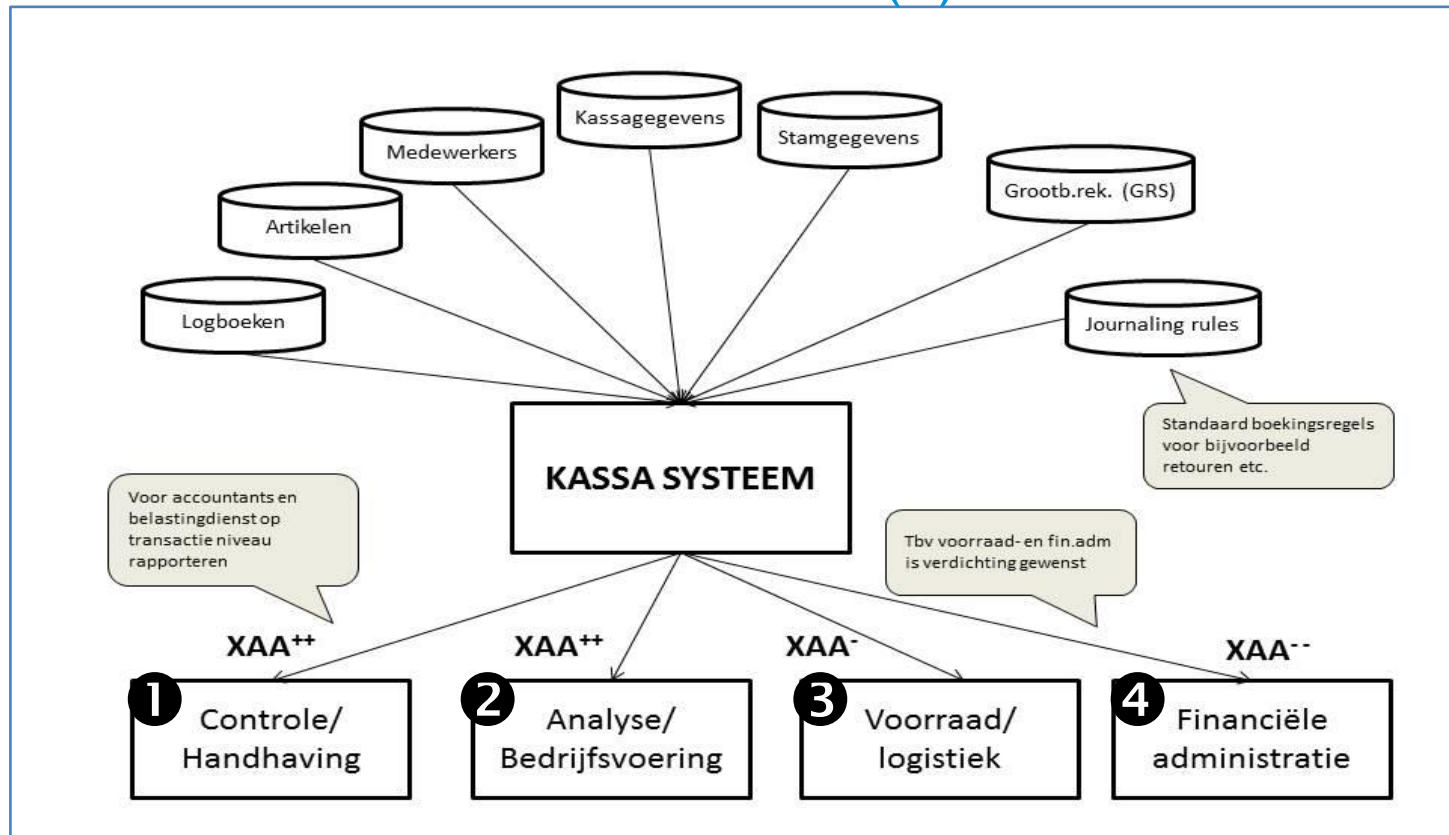 Kassagegevens
Stamgegevens
Medewerkers
Grootb.rek. (GRS)
Artikelen
Logboeken
Journaling rules
KASSA SYSTEEM
Standaard boekingsregels
voor bijvoorbeeld
retouren etc.
Voor accountants en
belastingdienst op
transactie niveau
rapporteren
Tbv voorraad- en fin.adm
is verdichting gewenst
XAA++
XAA++
XAA-
XAA--
1
Controle/
Handhaving
2
Analyse/
Bedrijfsvoering
3
Voorraad/
logistiek
4
Financiële
administratie